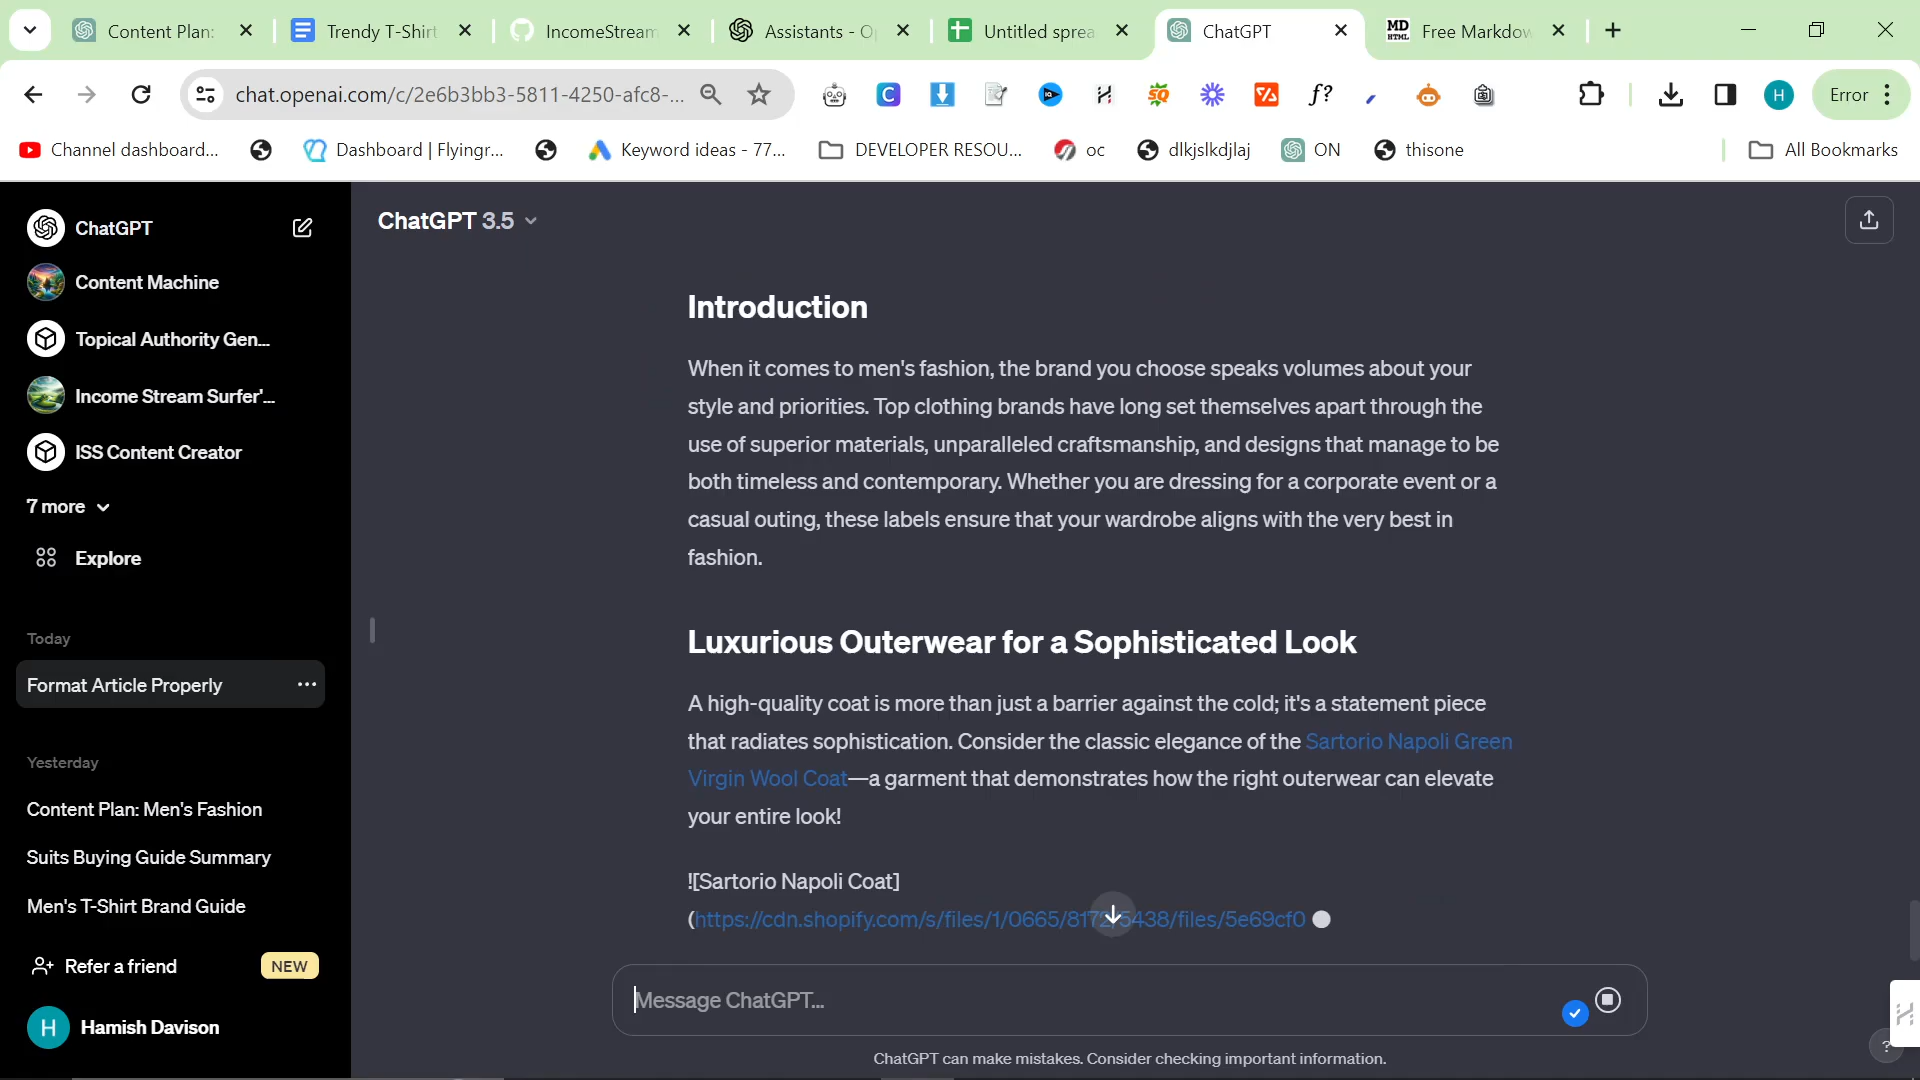 Content Plan:
Trendy T-Shirt
IncomeStream
Assistants - O
Untitled sprea
ChatGPT
MD
HTML
Free Markdow
chat.openai.com/c/2e6b3bb3-5811-4250-afc8-...
Error
Channel dashboard...
Dashboard | Flyingr...
Keyword ideas - 77...
DEVELOPER RESOU...
oc
dlkjslkdjlaj
ON
thisone
All Bookmarks
ChatGPT
Content Machine
Topical Authority Gen...
Income Stream Surfer'...
ISS Content Creator
7 more
Explore
Today
Format Article Properly
Yesterday
Content Plan: Men's Fashion
Suits Buying Guide Summary
Men's T-Shirt Brand Guide
Refer a friend
NEW
H
Hamish Davison
ChatGPT 3.5
Introduction
When it comes to men's fashion, the brand you choose speaks volumes about your
style and priorities. Top clothing brands have long set themselves apart through the
use of superior materials, unparalleled craftsmanship, and designs that manage to be
both timeless and contemporary. Whether you are dressing for a corporate event or a
casual outing, these labels ensure that your wardrobe aligns with the very best in
fashion.
Luxurious Outerwear for a Sophisticated Look
A high-quality coat is more than just a barrier against the cold; it's a statement piece
that radiates sophistication. Consider the classic elegance of the Sartorio Napoli Green
Virgin Wool Coat—a garment that demonstrates how the right outerwear can elevate
your entire look!
![Sartorio Napoli Coat]
(https://cdn.shopify.com/s/files/1/0665/8172/5438/files/5e69cf0
Message ChatGPT...
ChatGPT can make mistakes. Consider checking important information.
?